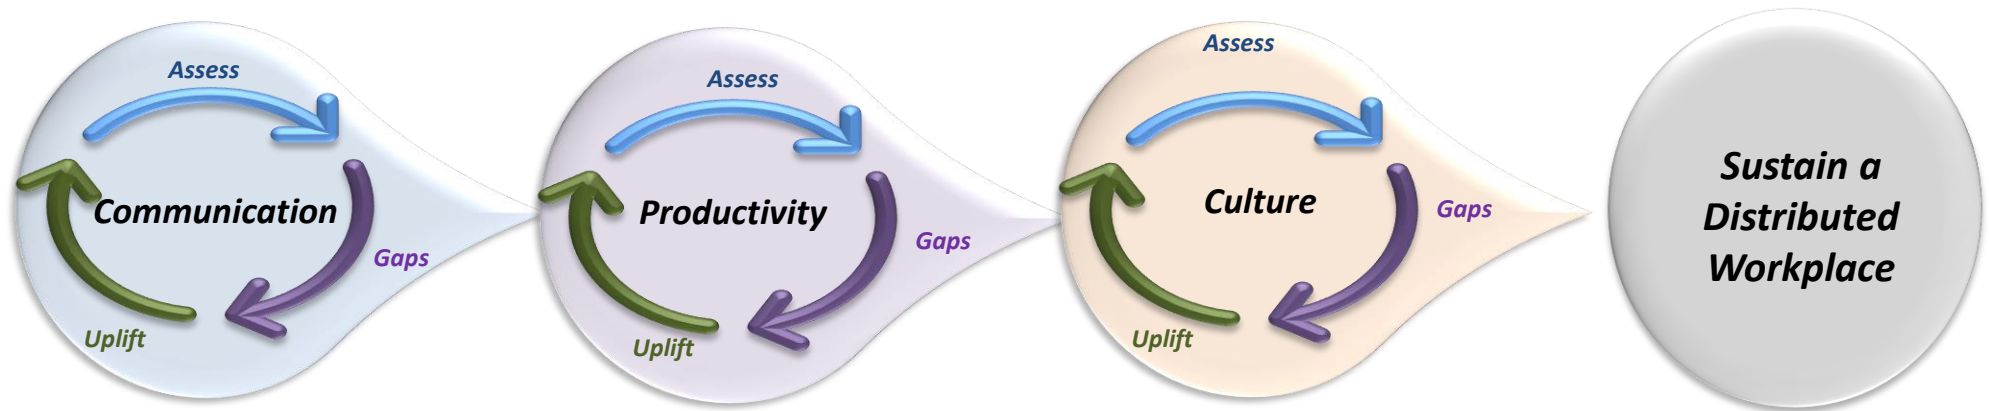 Assess
Communication
Gaps
Uplift
Assess
Productivity
Gaps
Uplift
Assess
Culture
Gaps
Uplift
Sustain a
Distributed
Workplace